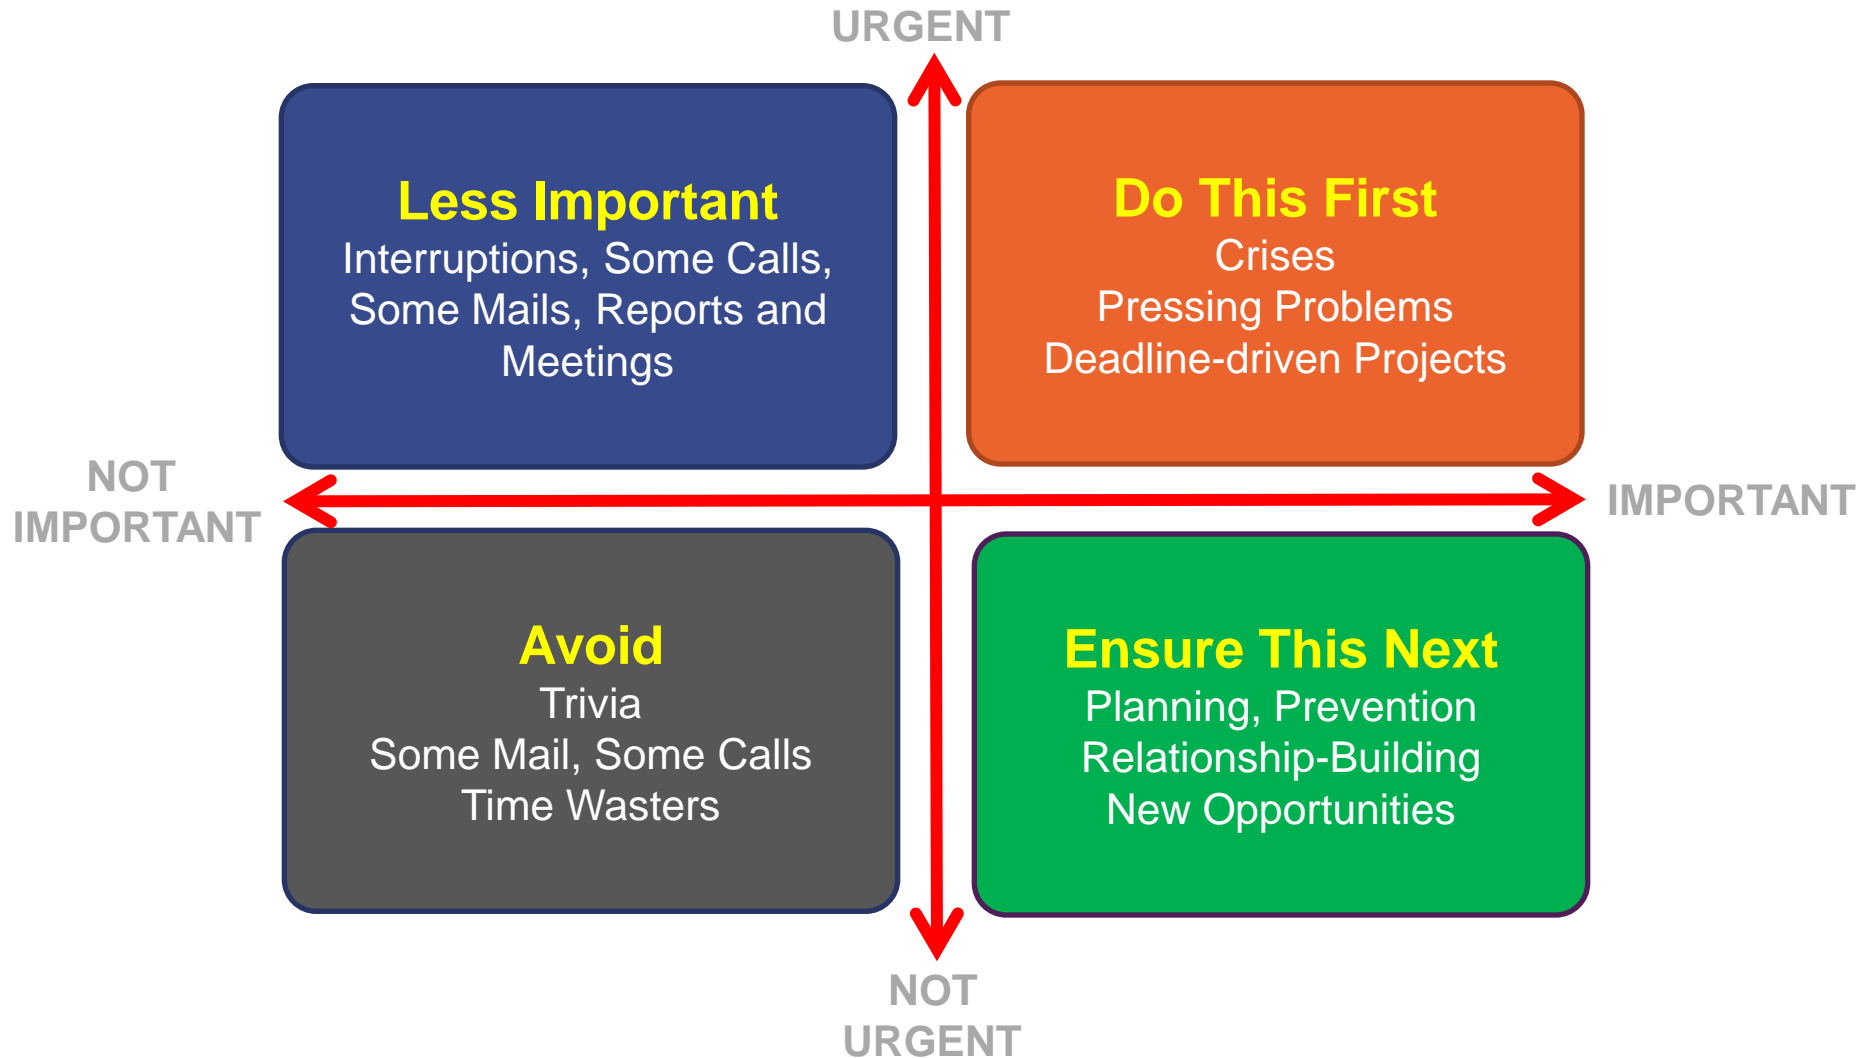 URGENT
Less Important
Interruptions, Some Calls,
Some Mails, Reports and
Meetings
Do This First
Crises
Pressing Problems
Deadline-driven Projects
NOT
IMPORTANT
IMPORTANT
Avoid
Trivia
Some Mail, Some Calls
Time Wasters
Ensure This Next
Planning, Prevention
Relationship-Building
New Opportunities
NOT
URGENT